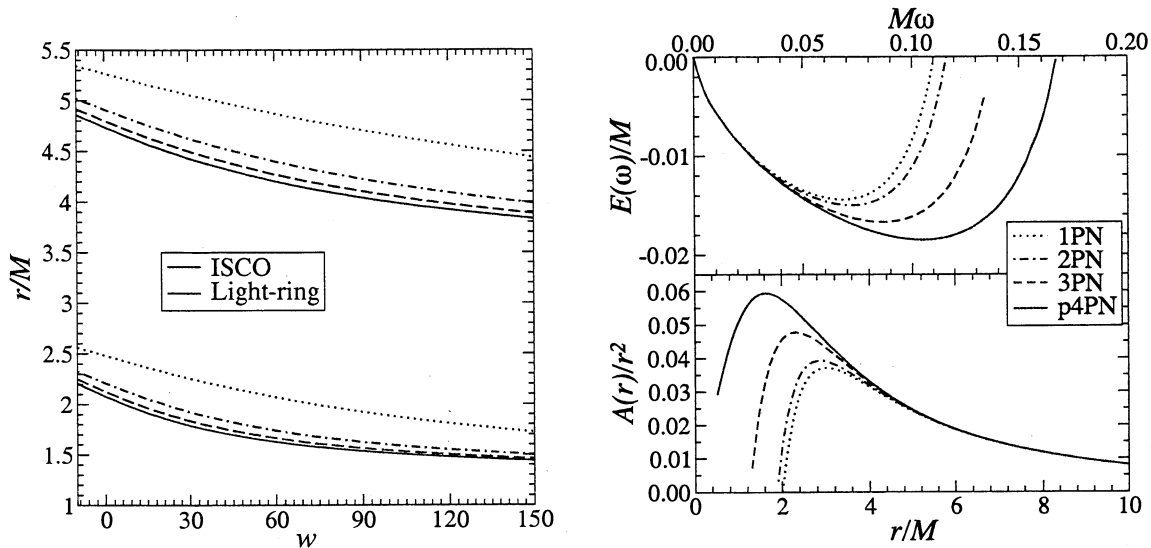 5.5
5
4.5
4
3.5
3
2.5
2
1.5
1
r/M
0 30 60 90 120 150
w
ISCO
Light-ring
Mω
0.00 0.05 0.10 0.15 0.20
0.00
-0.01
-0.02
E(ω)/M
1PN
2PN
3PN
p4PN
0.06
0.05
0.04
0.03
0.02
0.01
0.00
A(r)/r²
0 2 4 6 8 10
r/M